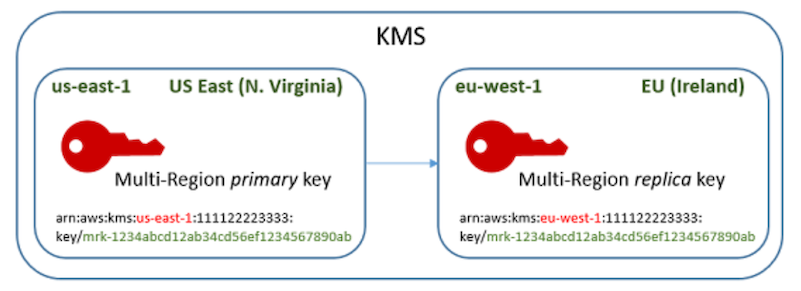 KMS
us-east-1 US East (N. Virginia)
Multi-Region primary key
arn:aws:kms:us-east-1:111122223333:
key/mrk-1234abcd12ab34cd56ef1234567890ab
eu-west-1 EU (Ireland)
Multi-Region replica key
arn:aws:kms:eu-west-1:111122223333:
key/mrk-1234abcd12ab34cd56ef1234567890ab